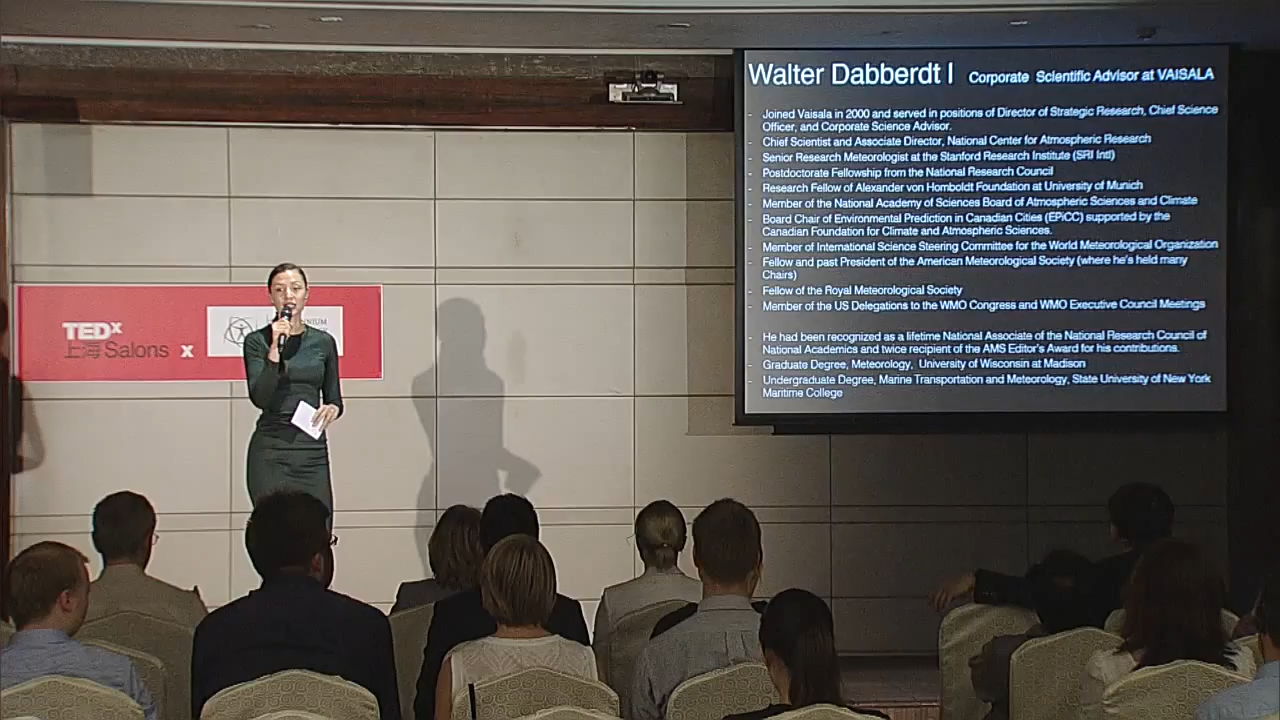 Walter Dabberdt | Corporate Scientific Advisor at VAISALA
- Joined Vaisala in 2000 and served in positions of Director of Strategic Research, Chief Science
Officer, and Corporate Science Advisor.
- Chief Scientist and Associate Director, National Center for Atmospheric Research
- Senior Research Meteorologist at the Stanford Research Institute (SRI Intl)
- Postdoctorate Fellowship from the National Research Council
- Research Fellow of Alexander von Homboldt Foundation at University of Munich
- Member of the National Academy of Sciences Board of Atmospheric Sciences and Climate
- Board Chair of Environmental Prediction in Canadian Cities (EPiCC) supported by the
Canadian Foundation for Climate and Atmospheric Sciences.
- Member of International Science Steering Committee for the World Meteorological Organization
- Fellow and past President of the American Meteorological Society (where he's held many
Chairs)
- Fellow of the Royal Meteorological Society
- Member of the US Delegations to the WMO Congress and WMO Executive Council Meetings
- He had been recognized as a lifetime National Associate of the National Research Council of
National Academics and twice recipient of the AMS Editor's Award for his contributions.
- Graduate Degree, Meteorology, University of Wisconsin at Madison
- Undergraduate Degree, Marine Transportation and Meteorology, State University of New York
Maritime College
TEDx
上海 Salons x